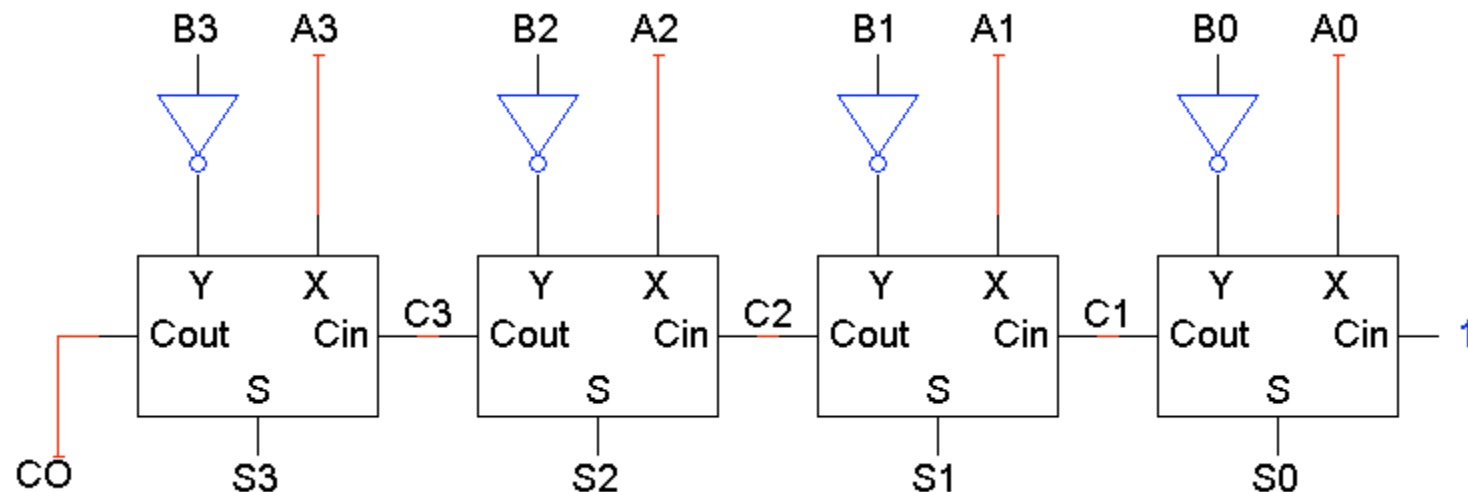 B3 A3 B2 A2 B1 A1 B0 A0
Y X Y X Y X Y X
Cout Cin C3 Cout Cin C2 Cout Cin C1 Cout Cin 1
S S S S
CO S3 S2 S1 S0